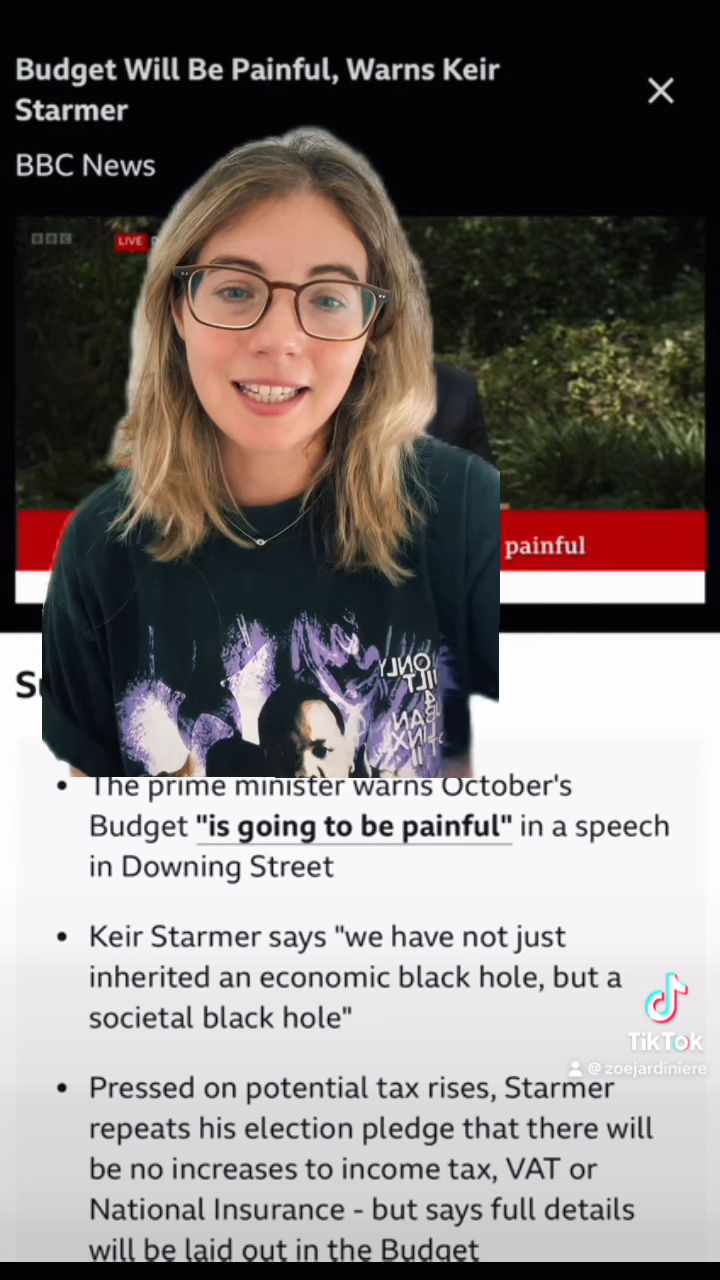 Budget Will Be Painful, Warns Keir
Starmer
BBC News
BBC
LIVE
painful
The prime minister warns October's
Budget "is going to be painful" in a speech
in Downing Street
Keir Starmer says "we have not just
inherited an economic black hole, but a
societal black hole"
Pressed on potential tax rises, Starmer
repeats his election pledge that there will
be no increases to income tax, VAT or
National Insurance - but says full details
will be laid out in the Budget
TikTok
@zoejardiniere
ONLY